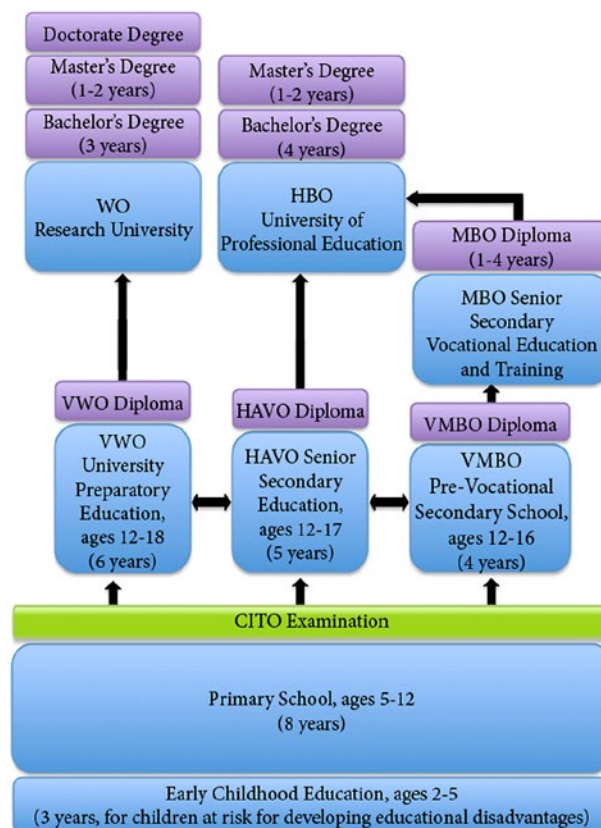 Doctorate Degree
Master's Degree
(1-2 years)
Bachelor's Degree
(3 years)
WO
Research University
Master's Degree
(1-2 years)
Bachelor's Degree
(4 years)
HBO
University of
Professional Education
MBO Diploma
(1-4 years)
MBO Senior
Secondary
Vocational Education
and Training
VWO Diploma
VWO
University
Preparatory
Education,
ages 12-18
(6 years)
HAVO Diploma
HAVO Senior
Secondary
Education,
ages 12-17
(5 years)
VMBO Diploma
VMBO
Pre-Vocational
Secondary School,
ages 12-16
(4 years)
CITO Examination
Primary School, ages 5-12
(8 years)
Early Childhood Education, ages 2-5
(3 years, for children at risk for developing educational disadvantages)